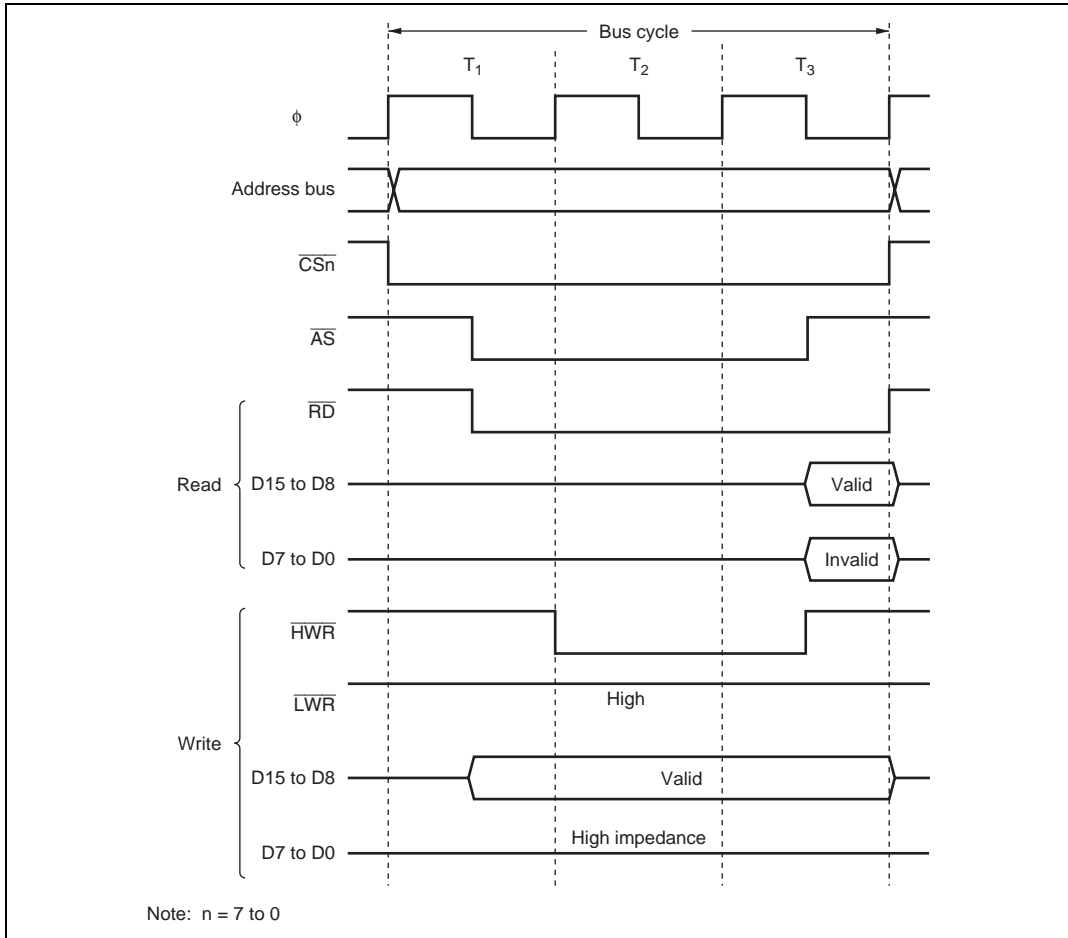 Bus cycle
T1 T2 T3
φ
Address bus
CSn
AS
RD
Read
D15 to D8
Valid
D7 to D0
Invalid
HWR
LWR
High
Write
D15 to D8
Valid
D7 to D0
High impedance
Note: n = 7 to 0